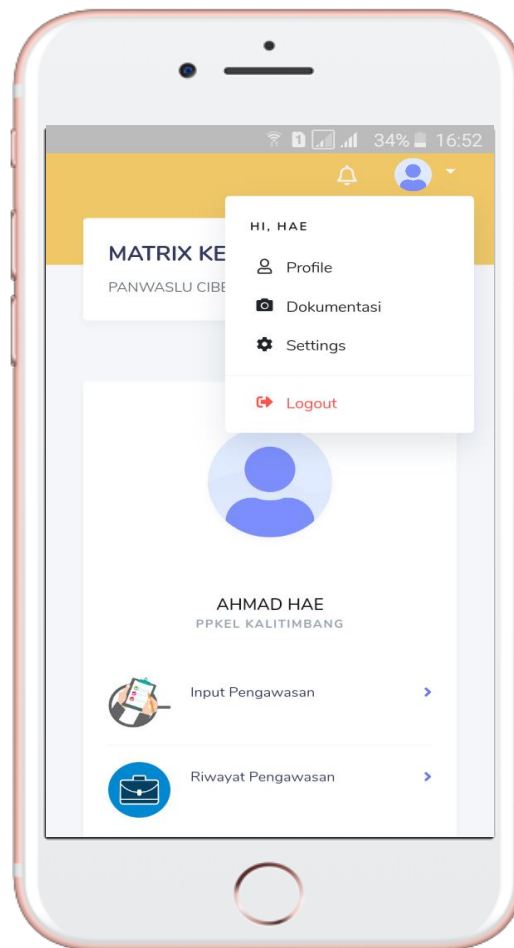 1 34% 16:52
HI, HAE
MATRIX KE
PANWASLU CIBE
Profile
Dokumentasi
Settings
Logout
AHMAD HAE
PPKEL KALITIMBANG
Input Pengawasan
Riwayat Pengawasan